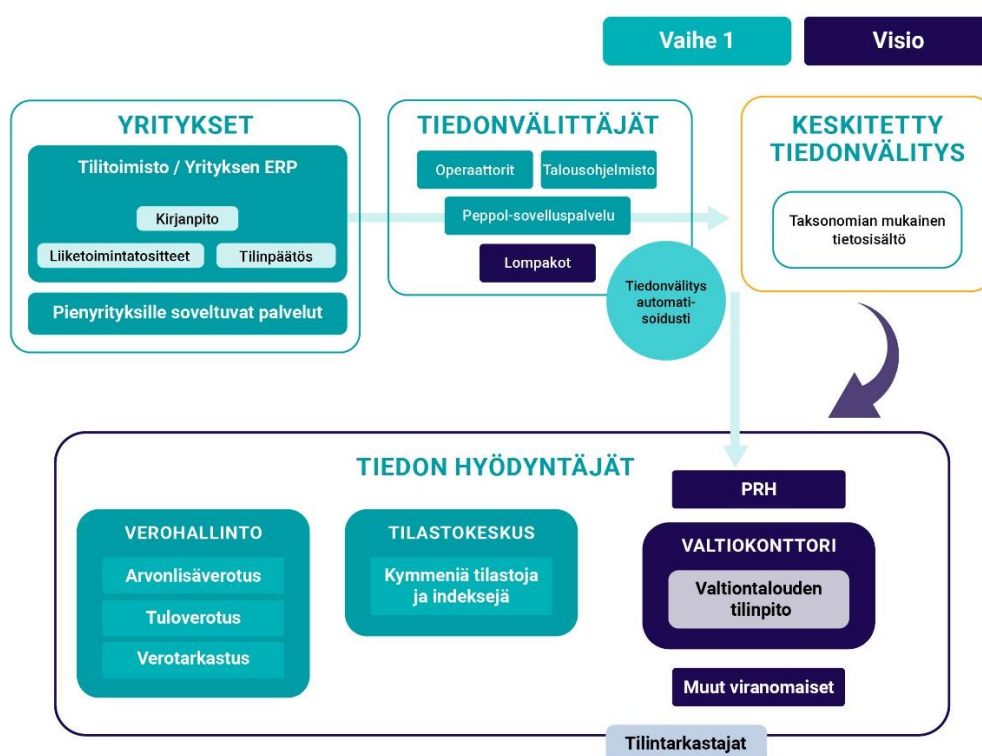 Vaihe 1
Visio
YRITYKSET
Tilitoimisto / Yrityksen ERP
Kirjanpito
Liiketoimintatositteet
Tilinpäätös
Pienyrityksille soveltuvat palvelut
TIEDONVÄLITTÄJÄT
Operaattorit
Talousohjelmisto
Peppol-sovelluspalvelu
Lompakot
Tiedonvälitys
automati-
soidusti
KESKITETTY
TIEDONVÄLITYS
Taksonomian mukainen
tietosisältö
TIEDON HYÖDYNTÄJÄT
VEROHALLINTO
Arvonlisäverotus
Tuloverotus
Verotarkastus
TILASTOKESKUS
Kymmeniä tilastoja
ja indeksejä
PRH
VALTIOKONTTORI
Valtiontalouden
tilinpito
Muut viranomaiset
Tilintarkastajat